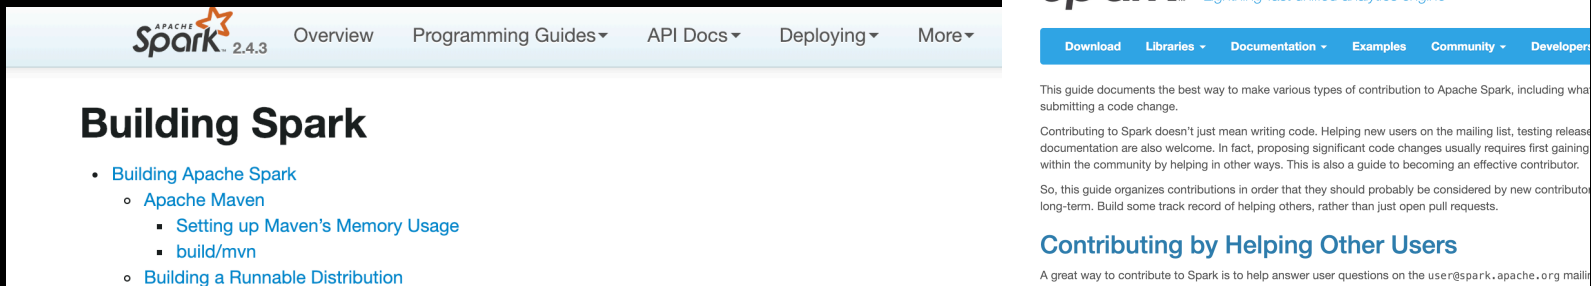 APACHE
Spark 2.4.3 Overview Programming Guides API Docs Deploying More
Building Spark
• Building Apache Spark
◦ Apache Maven
▪ Setting up Maven's Memory Usage
▪ build/mvn
◦ Building a Runnable Distribution
Lightning-fast unified analytics engine
Download Libraries Documentation Examples Community Developers
This guide documents the best way to make various types of contribution to Apache Spark, including what
submitting a code change.
Contributing to Spark doesn't just mean writing code. Helping new users on the mailing list, testing release
documentation are also welcome. In fact, proposing significant code changes usually requires first gaining
within the community by helping in other ways. This is also a guide to becoming an effective contributor.
So, this guide organizes contributions in order that they should probably be considered by new contributor
long-term. Build some track record of helping others, rather than just open pull requests.
Contributing by Helping Other Users
A great way to contribute to Spark is to help answer user questions on the user@spark.apache.org